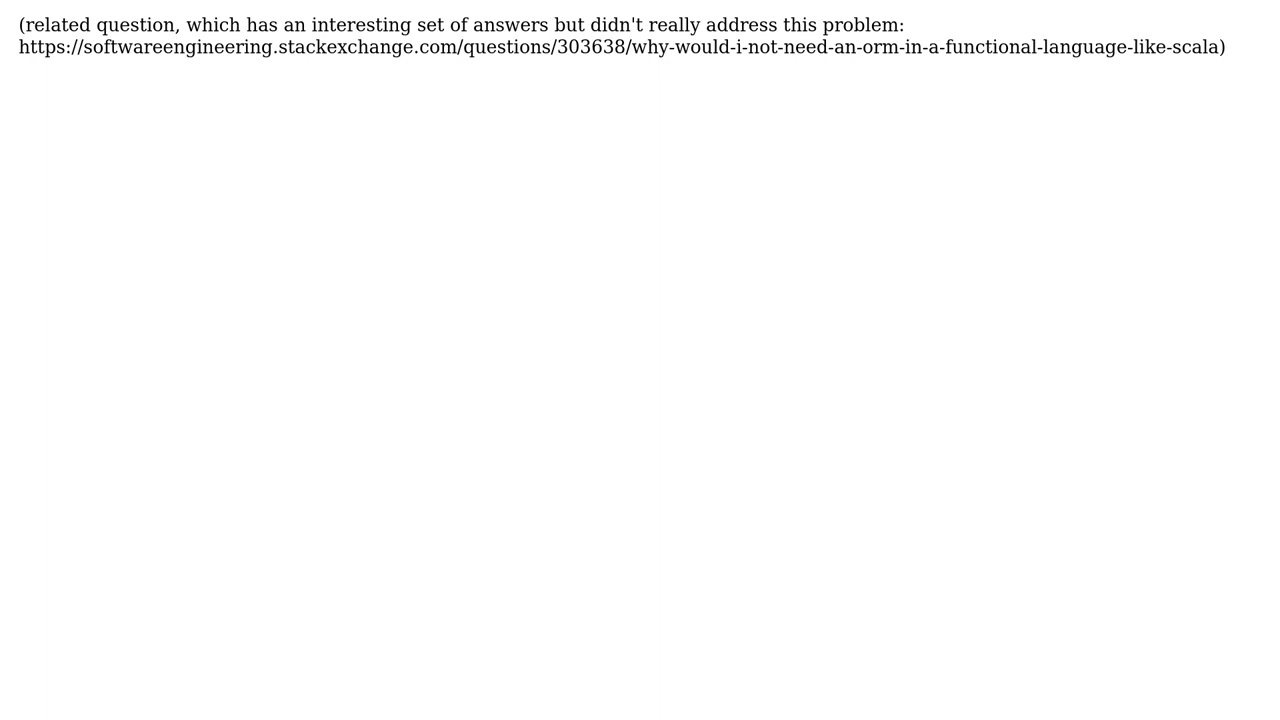 (related question, which has an interesting set of answers but didn't really address this problem:
https://softwareengineering.stackexchange.com/questions/303638/why-would-i-not-need-an-orm-in-a-functional-language-like-scala)